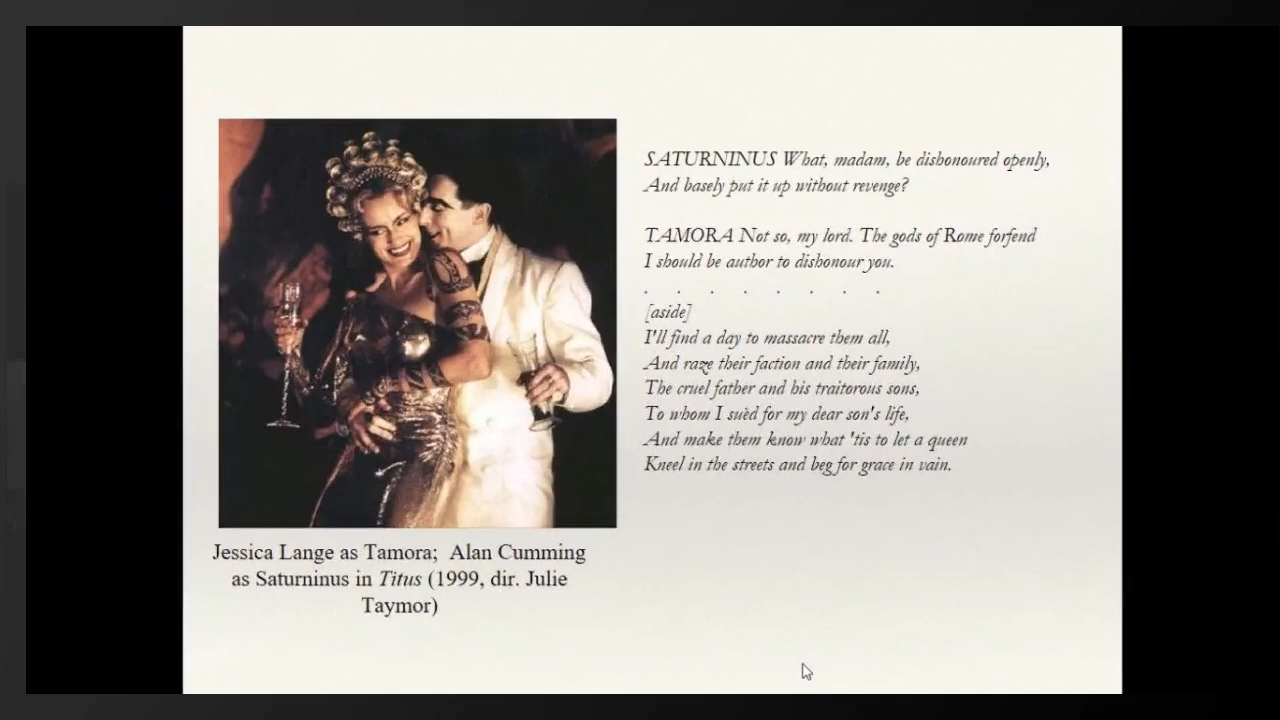 SATURNINUS What, madam, be dishonoured openly,
And basely put it up without revenge?
TAMORA Not so, my lord. The gods of Rome forfend
I should be author to dishonour you.
. . . . . . . .
[aside]
I'll find a day to massacre them all,
And raze their faction and their family,
The cruel father and his traitorous sons,
To whom I suèd for my dear son's life,
And make them know what 'tis to let a queen
Kneel in the streets and beg for grace in vain.
Jessica Lange as Tamora; Alan Cumming
as Saturninus in Titus (1999, dir. Julie
Taymor)